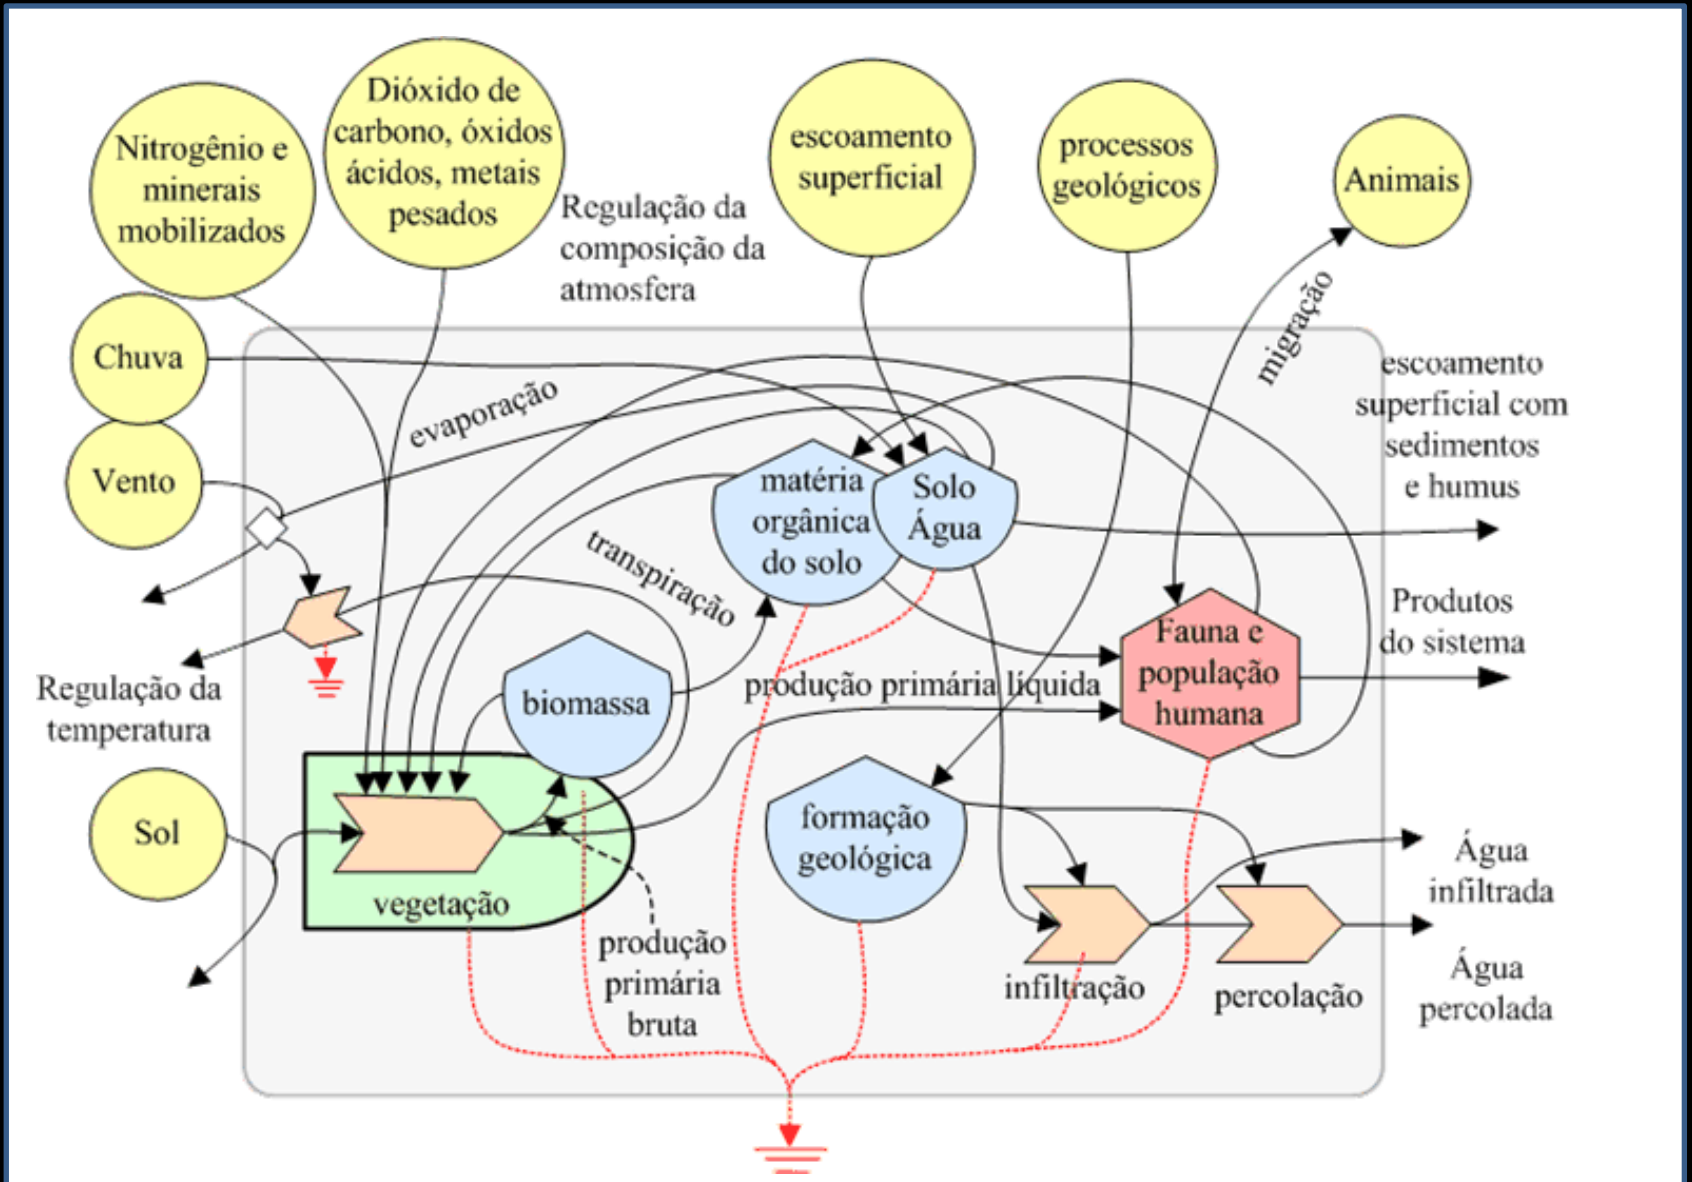 Nitrogênio e
minerais
mobilizados
Dióxido de
carbono, óxidos
ácidos, metais
pesados
Regulação da
composição da
atmosfera
escoamento
superficial
processos
geológicos
Animais
migração
Chuva
Vento
evaporação
transpiração
matéria
orgânica
do solo
Solo
Água
escoamento
superficial com
sedimentos
e humus
Produtos
do sistema
Fauna e
população
humana
Regulação da
temperatura
biomassa
produção primária líquida
Sol
vegetação
formação
geológica
produção
primária
bruta
infiltração
percolação
Água
infiltrada
Água
percolada